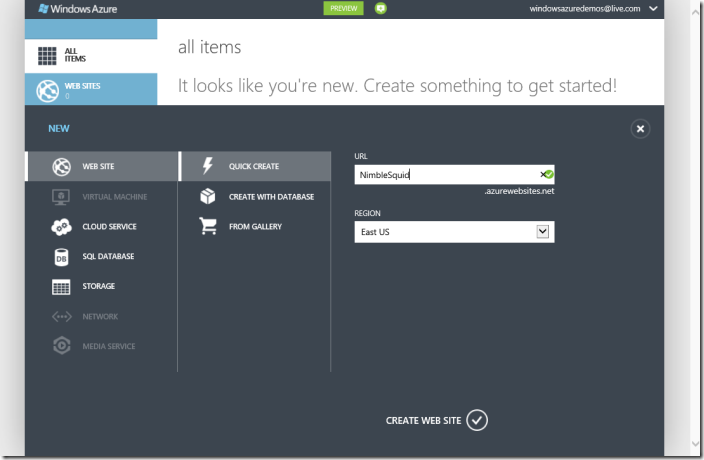 Windows Azure
PREVIEW
windowsazuredemos@live.com
ALL
ITEMS
WEB SITES
0
all items
It looks like you're new. Create something to get started!
NEW
WEB SITE
VIRTUAL MACHINE
CLOUD SERVICE
DB
SQL DATABASE
STORAGE
NETWORK
MEDIA SERVICE
QUICK CREATE
CREATE WITH DATABASE
FROM GALLERY
URL
NimbleSquid
.azurewebsites.net
REGION
East US
CREATE WEB SITE